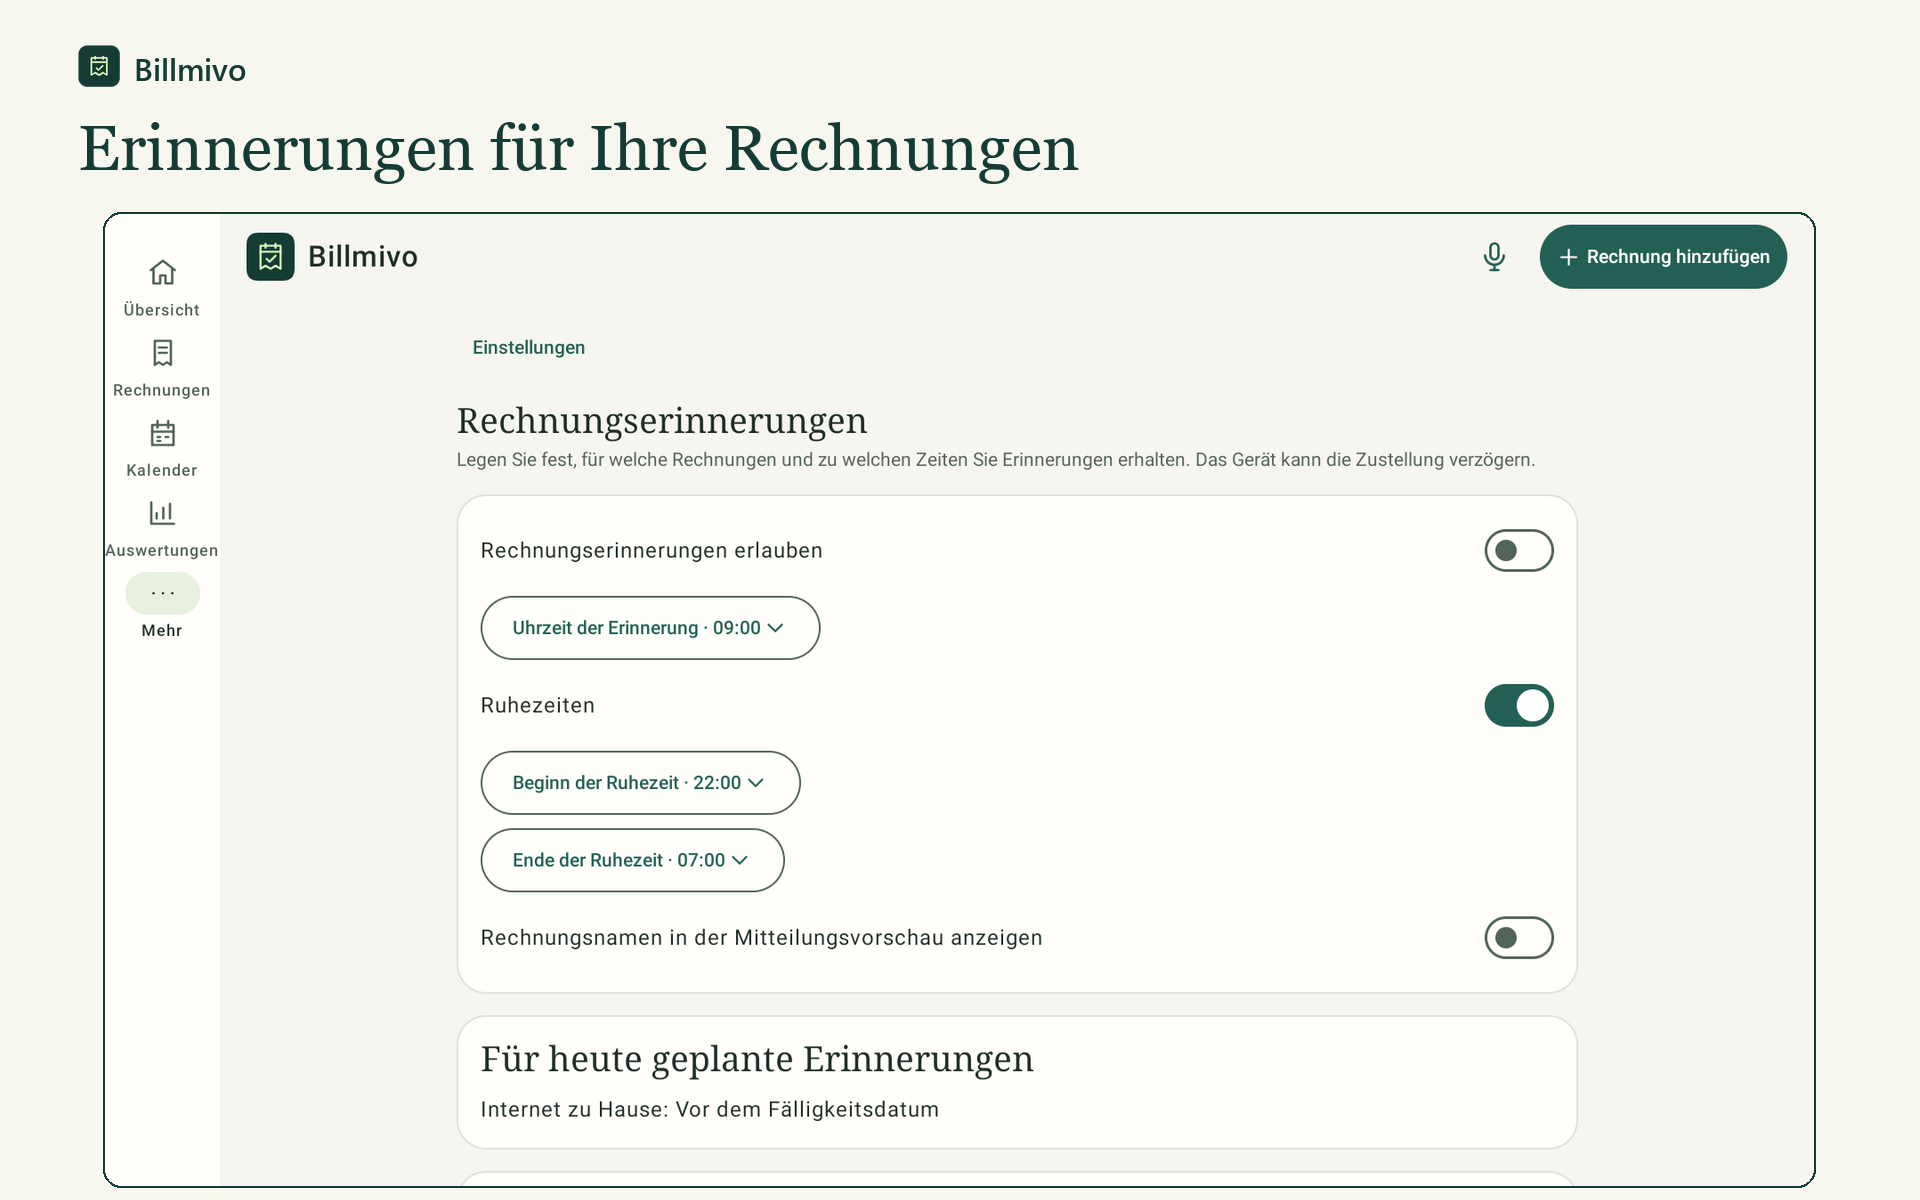 Billmivo
Erinnerungen für Ihre Rechnungen
Billmivo
Rechnung hinzufügen
Übersicht
Rechnungen
Kalender
Auswertungen
Mehr
Einstellungen
Rechnungserinnerungen
Legen Sie fest, für welche Rechnungen und zu welchen Zeiten Sie Erinnerungen erhalten. Das Gerät kann die Zustellung verzögern.
Rechnungserinnerungen erlauben
Uhrzeit der Erinnerung · 09:00
Ruhezeiten
Beginn der Ruhezeit · 22:00
Ende der Ruhezeit · 07:00
Rechnungsnamen in der Mitteilungsvorschau anzeigen
Für heute geplante Erinnerungen
Internet zu Hause: Vor dem Fälligkeitsdatum